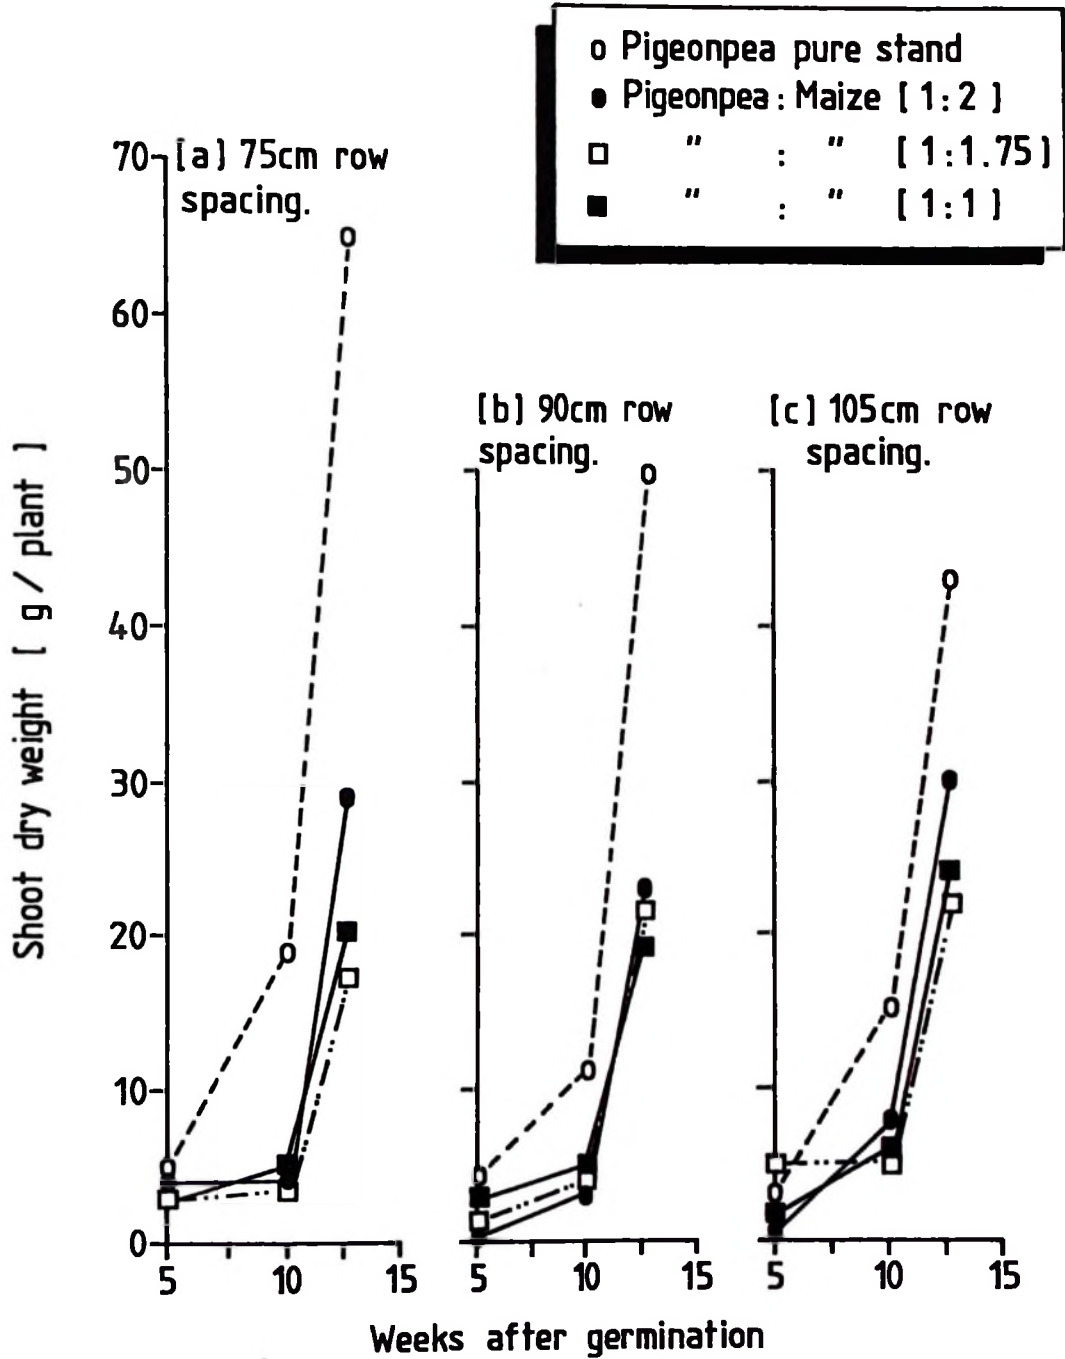 o Pigeonpea pure stand
● Pigeonpea : Maize [ 1:2 ]
□ " : " [ 1:1.75 ]
■ " : " [ 1:1 ]
[a] 75cm row
spacing.
70
60
50
40
30
20
10
0
5 10 15
[b] 90cm row
spacing.
5 10 15
[c] 105cm row
spacing.
5 10 15
Shoot dry weight [ g / plant ]
Weeks after germination